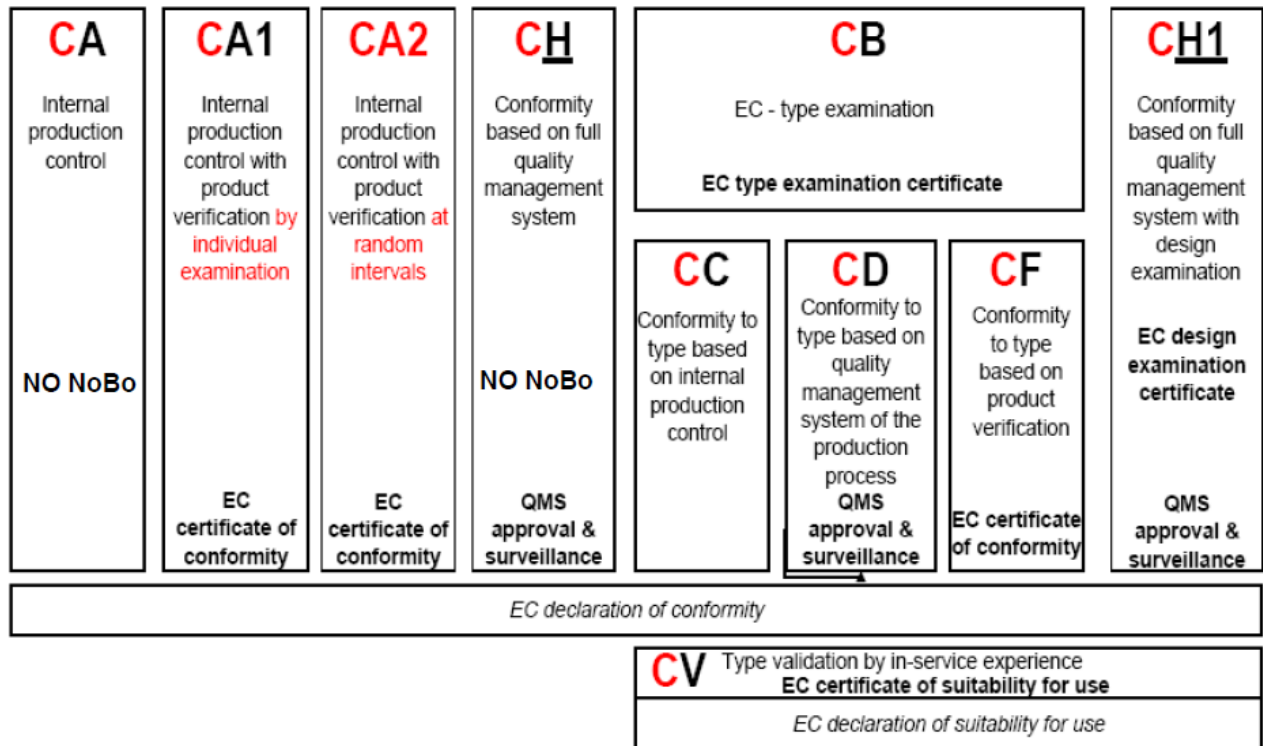 CA
Internal
production
control
NO NoBo
CA1
Internal
production
control with
product
verification by
individual
examination
EC
certificate of
conformity
CA2
Internal
production
control with
product
verification at
random
intervals
EC
certificate of
conformity
CH
Conformity
based on full
quality
management
system
NO NoBo
QMS
approval &
surveillance
CB
EC - type examination
EC type examination certificate
CC
Conformity to
type based
on internal
production
control
CD
Conformity to
type based on
quality
management
system of the
production
process
QMS
approval &
surveillance
CF
Conformity
to type
based on
product
verification
EC certificate
of conformity
CH1
Conformity
based on full
quality
management
system with
design
examination
EC design
examination
certificate
QMS
approval &
surveillance
EC declaration of conformity
CV Type validation by in-service experience
EC certificate of suitability for use
EC declaration of suitability for use